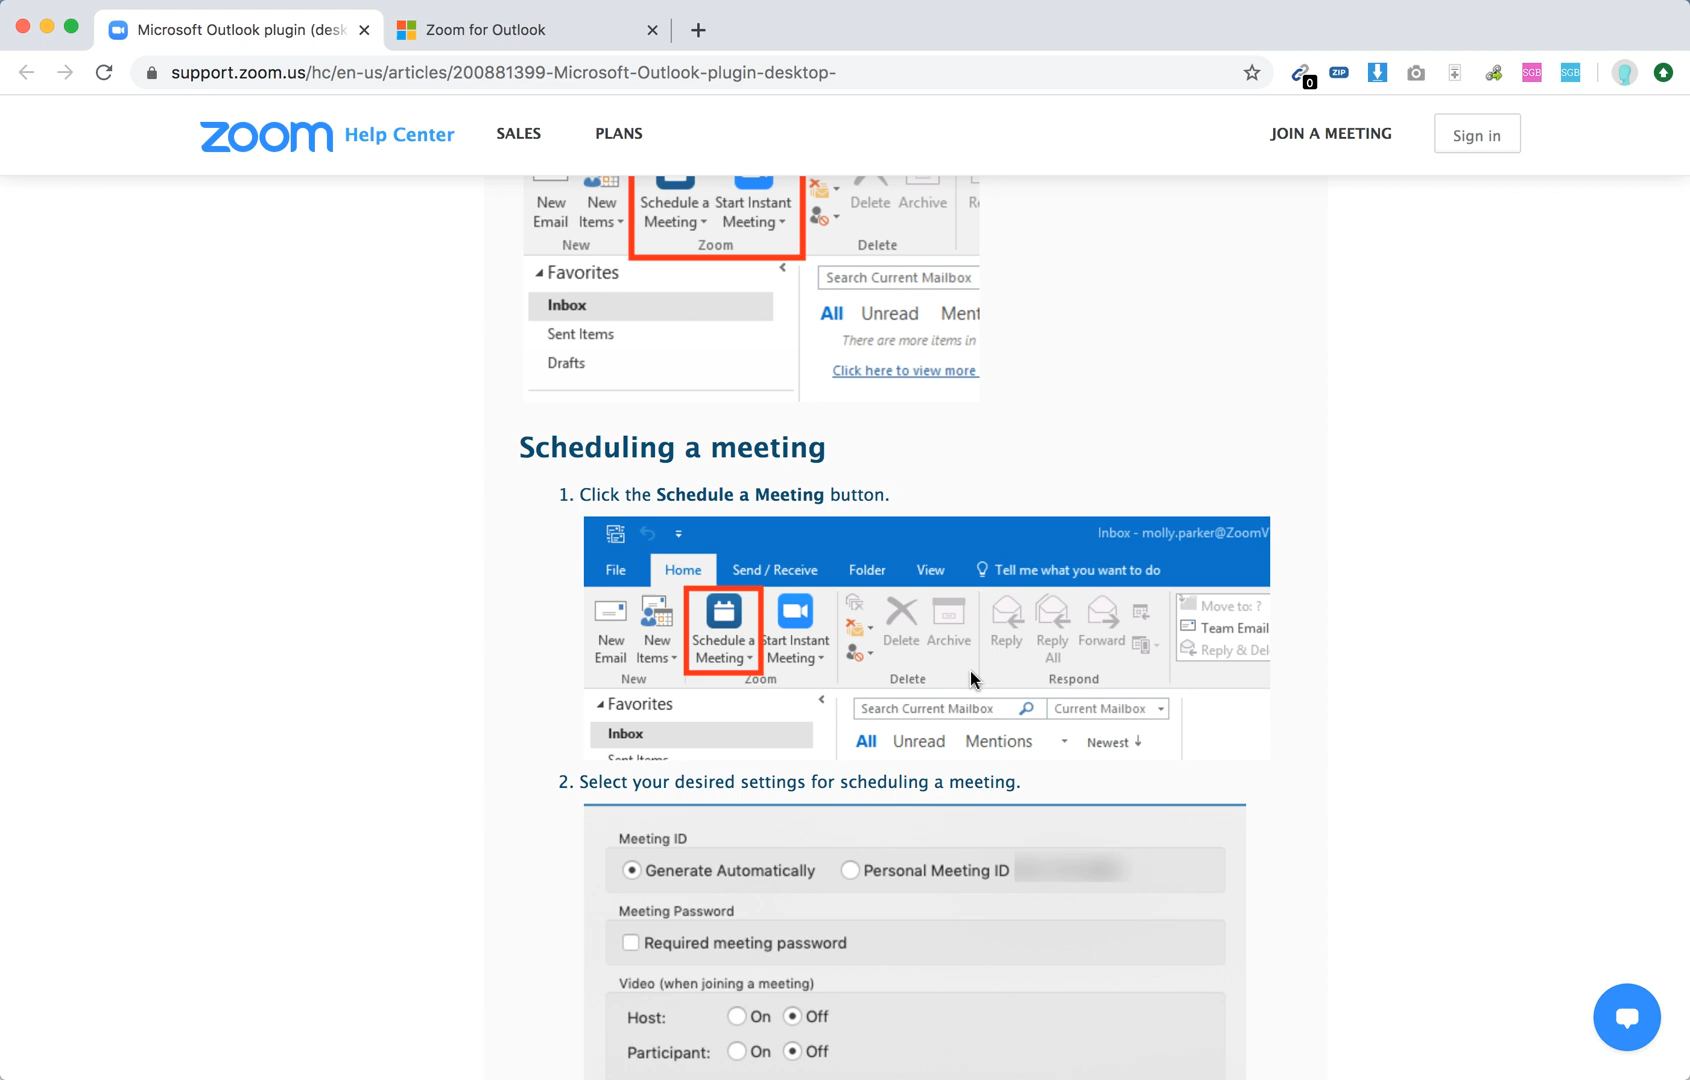 Microsoft Outlook plugin (desk
Zoom for Outlook
support.zoom.us/hc/en-us/articles/200881399-Microsoft-Outlook-plugin-desktop-
0
ZIP
SGB
SGB
zoom Help Center
SALES
PLANS
JOIN A MEETING
Sign in
New Email
New Items
Schedule a Meeting
Start Instant Meeting
Delete
Archive
New
Zoom
Delete
Favorites
Search Current Mailbox
Inbox
All Unread Ment
Sent Items
There are more items in
Drafts
Click here to view more
Scheduling a meeting
1. Click the Schedule a Meeting button.
Inbox - molly.parker@ZoomV
File Home Send / Receive Folder View Tell me what you want to do
New Email
New Items
Schedule a Meeting
Start Instant Meeting
Delete
Archive
Reply
Reply All
Forward
Move to: ?
Team Email
Reply & Del
New
Zoom
Delete
Respond
Favorites
Search Current Mailbox
Current Mailbox
Inbox
All Unread Mentions Newest
Sent Items
2. Select your desired settings for scheduling a meeting.
Meeting ID
Generate Automatically Personal Meeting ID
Meeting Password
Required meeting password
Video (when joining a meeting)
Host: On Off
Participant: On Off